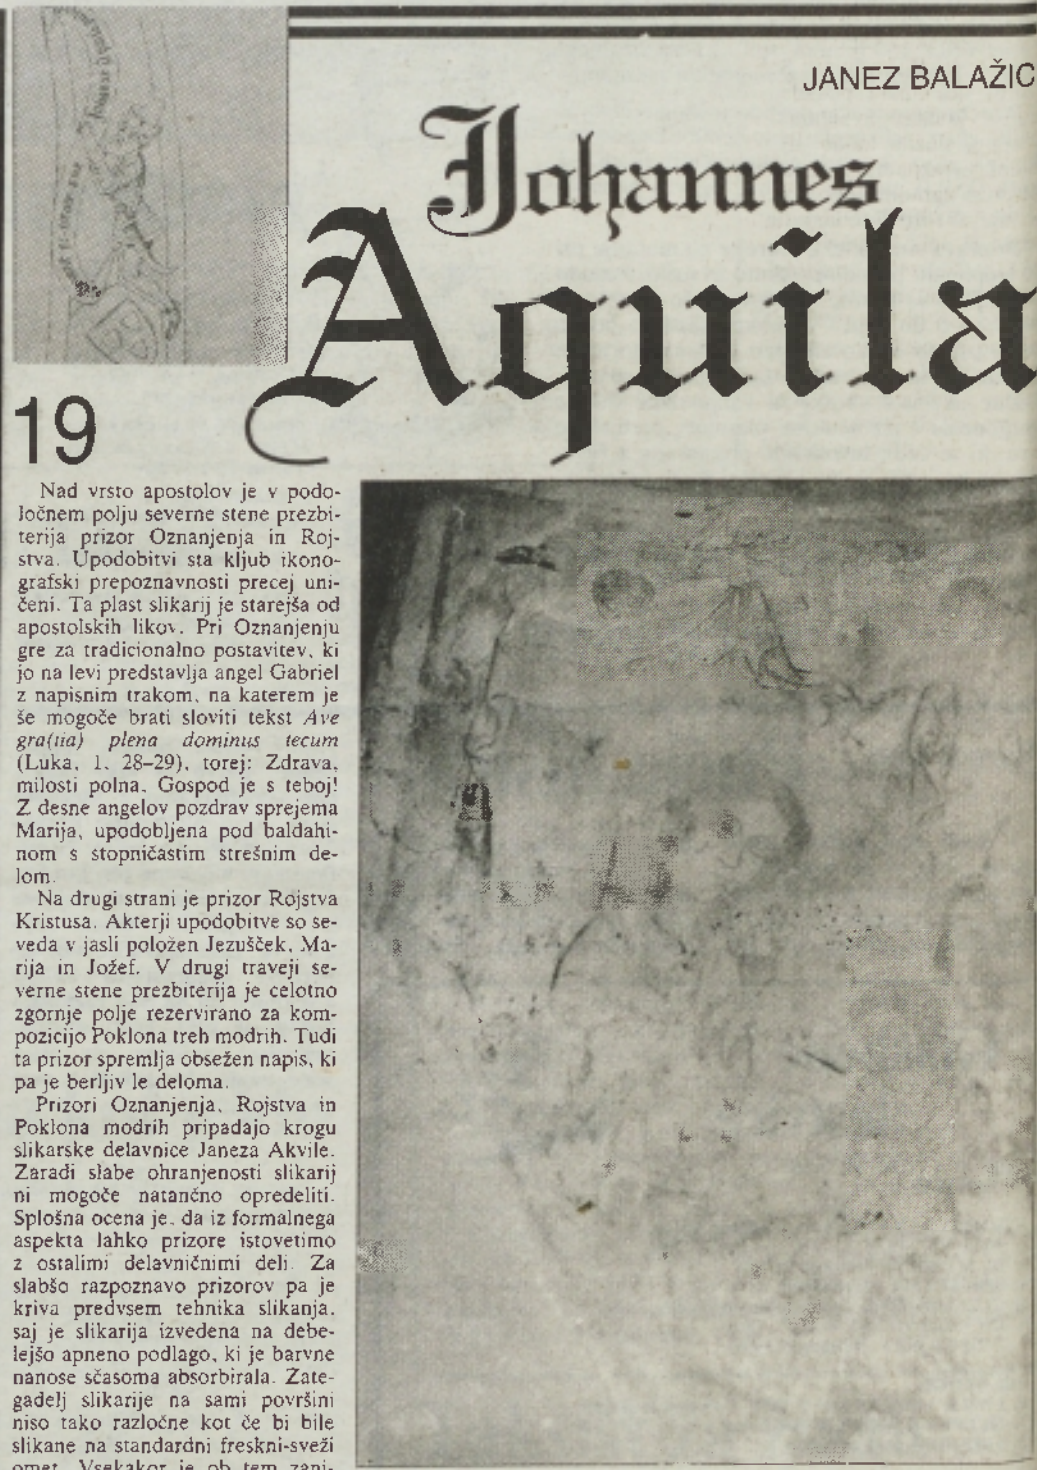 JANEZ BALAŽIC
Johannes
Aquila
19
Nad vrsto apostolov je v podo-
ločnem polju severne stene prezbi-
terija prizor Oznanjenja in Roj-
stva. Upodobitvi sta kljub ikono-
grafski prepoznavnosti precej uni-
čeni. Ta plast slikarij je starejša od
apostolskih likov. Pri Oznanjenju
gre za tradicionalno postavitev, ki
jo na levi predstavlja angel Gabriel
z napisnim trakom, na katerem je
še mogoče brati sloviti tekst Ave
gra(tia) plena dominus tecum
(Luka, 1, 28–29), torej: Zdrava,
milosti polna, Gospod je s teboj!
Z desne angelov pozdrav sprejema
Marija, upodobljena pod baldahi-
nom s stopničastim strešnim de-
lom.
Na drugi strani je prizor Rojstva
Kristusa. Akterji upodobitve so se-
veda v jasli položen Jezušček, Ma-
rija in Jožef. V drugi traveji se-
verne stene prezbiterija je celotno
zgornje polje rezervirano za kom-
pozicijo Poklona treh modrih. Tudi
ta prizor spremlja obsežen napis, ki
pa je berljiv le deloma.
Prizori Oznanjenja, Rojstva in
Poklona modrih pripadajo krogu
slikarske delavnice Janeza Akvile.
Zaradi slabe ohranjenosti slikarij
ni mogoče natančno opredeliti.
Splošna ocena je, da iz formalnega
aspekta lahko prizore istovetimo
z ostalimi delavničnimi deli. Za
slabšo razpoznavo prizorov pa je
kriva predvsem tehnika slikanja,
saj je slikarija izvedena na debe-
lejšo apneno podlago, ki je barvne
nanose sčasoma absorbirala. Zate-
gadelj slikarije na sami površini
niso tako razločne kot če bi bile
slikane na standardni freskni-sveži
omet. Vsekakor je ob tem zani-